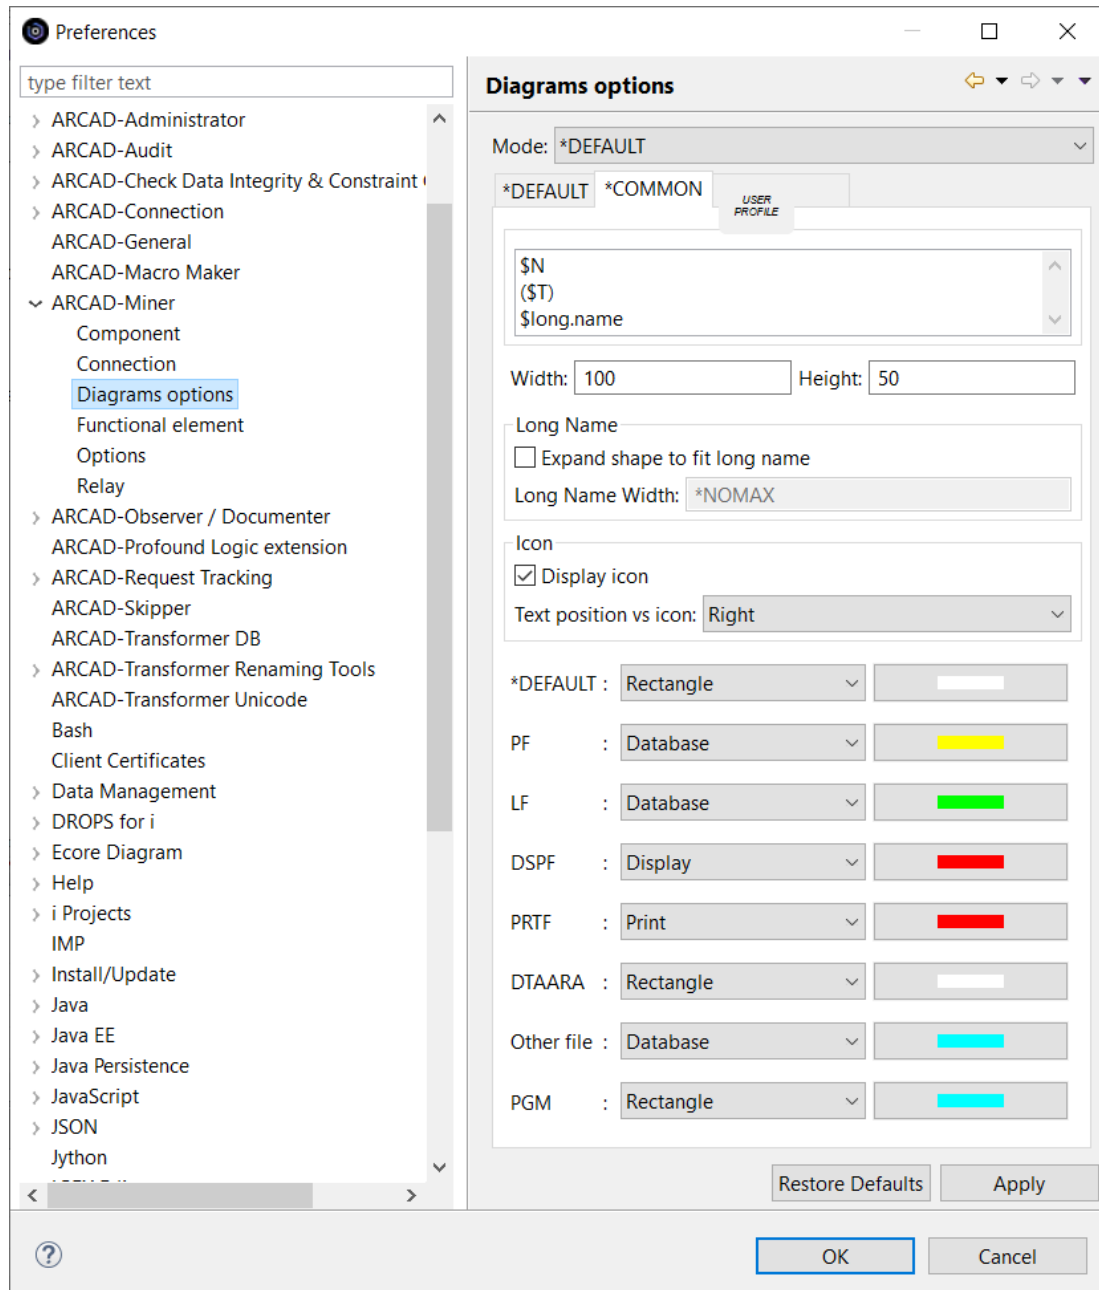 Preferences
type filter text
ARCAD-Administrator
ARCAD-Audit
ARCAD-Check Data Integrity & Constraint
ARCAD-Connection
ARCAD-General
ARCAD-Macro Maker
ARCAD-Miner
Component
Connection
Diagrams options
Functional element
Options
Relay
ARCAD-Observer / Documenter
ARCAD-Profound Logic extension
ARCAD-Request Tracking
ARCAD-Skipper
ARCAD-Transformer DB
ARCAD-Transformer Renaming Tools
ARCAD-Transformer Unicode
Bash
Client Certificates
Data Management
DROPS for i
Ecore Diagram
Help
i Projects
IMP
Install/Update
Java
Java EE
Java Persistence
JavaScript
JSON
Jython
Diagrams options
Mode: *DEFAULT
*DEFAULT *COMMON USER
PROFILE
$N
($T)
$long.name
Width: 100 Height: 50
Long Name
Expand shape to fit long name
Long Name Width: *NOMAX
Icon
Display icon
Text position vs icon: Right
*DEFAULT : Rectangle
PF : Database
LF : Database
DSPF : Display
PRTF : Print
DTAARA : Rectangle
Other file : Database
PGM : Rectangle
Restore Defaults Apply
OK Cancel